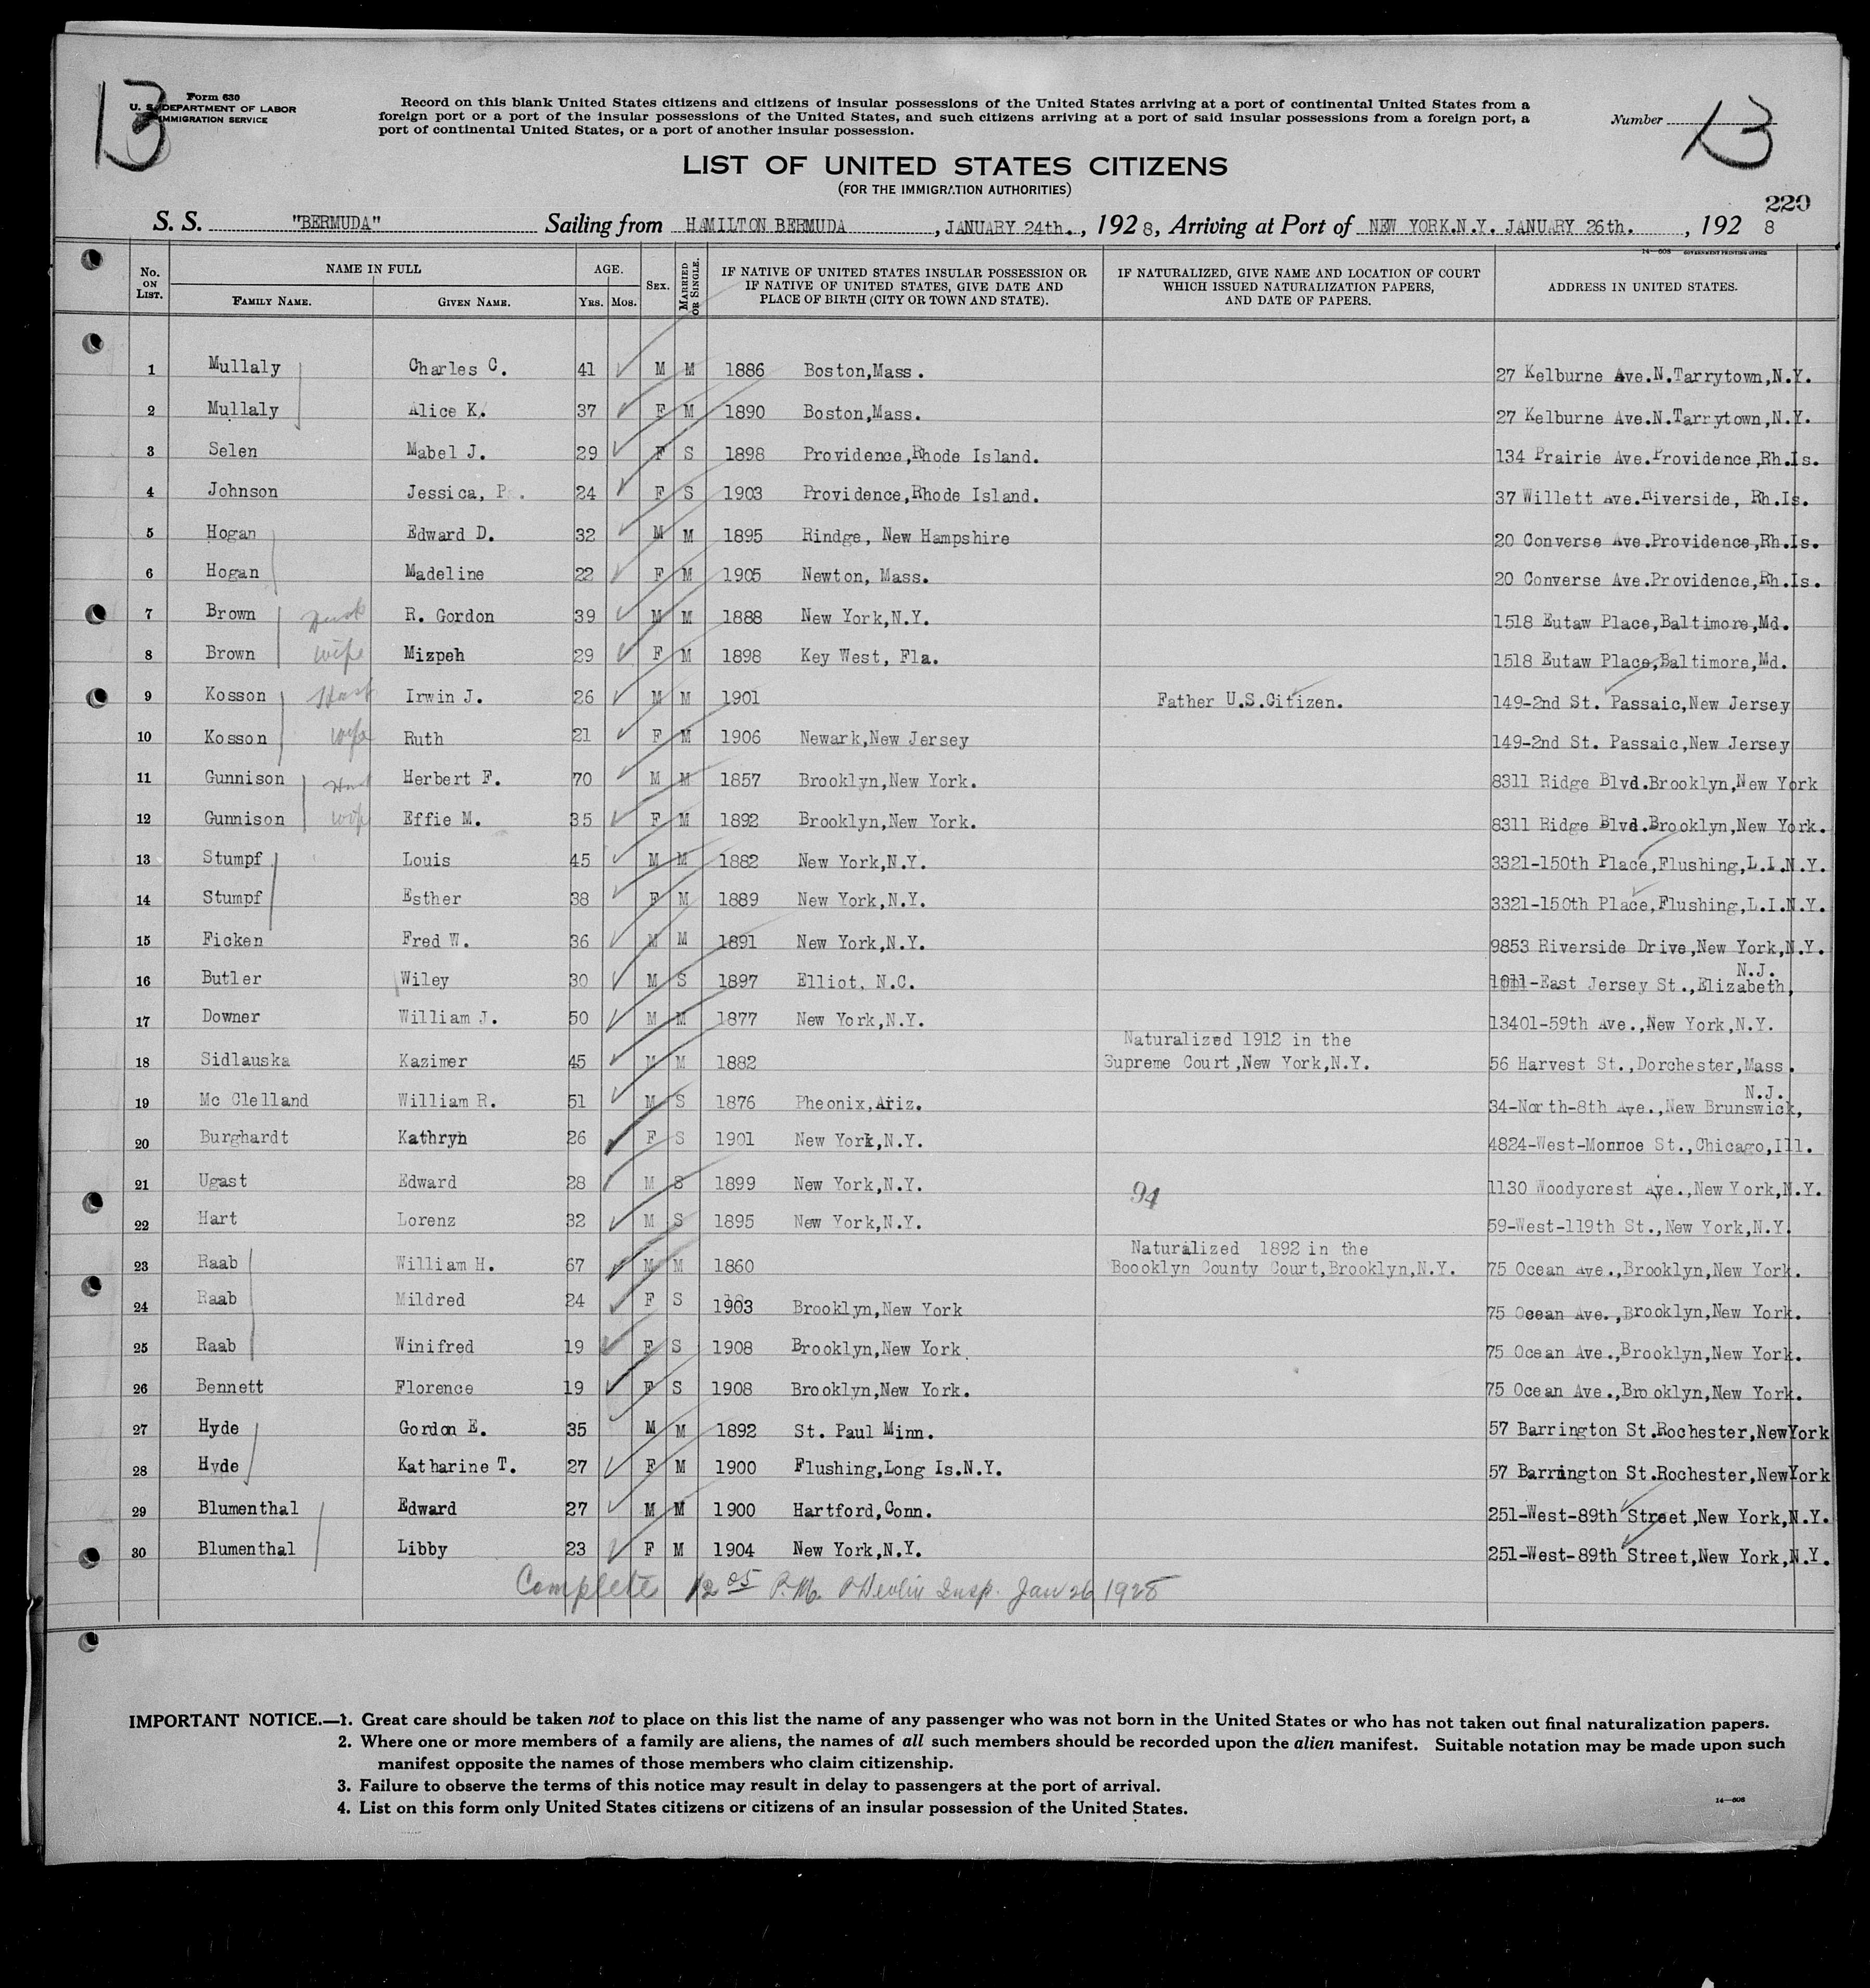 13
Form 630
U. S. DEPARTMENT OF LABOR
IMMIGRATION SERVICE
Record on this blank United States citizens and citizens of insular possessions of the United States arriving at a port of continental United States from a
foreign port or a port of the insular possessions of the United States, and such citizens arriving at a port of said insular possessions from a foreign port, a
port of continental United States, or a port of another insular possession.
Number 13
LIST OF UNITED STATES CITIZENS
(FOR THE IMMIGRATION AUTHORITIES)
220
S. S. "BERMUDA" Sailing from HAMILTON BERMUDA , JANUARY 24th. , 1928, Arriving at Port of NEW YORK.N.Y. JANUARY 26th. , 192 8
14—608 GOVERNMENT PRINTING OFFICE
No. ON LIST. NAME IN FULL FAMILY NAME. GIVEN NAME. AGE. YRS. MOS. SEX. MARRIED OR SINGLE. IF NATIVE OF UNITED STATES INSULAR POSSESSION OR IF NATIVE OF UNITED STATES, GIVE DATE AND PLACE OF BIRTH (CITY OR TOWN AND STATE). IF NATURALIZED, GIVE NAME AND LOCATION OF COURT WHICH ISSUED NATURALIZATION PAPERS, AND DATE OF PAPERS. ADDRESS IN UNITED STATES.
1 Mullaly Charles C. 41 M M 1886 Boston,Mass. 27 Kelburne Ave.N.Tarrytown,N.Y.
2 Mullaly Alice K. 37 F M 1890 Boston,Mass. 27 Kelburne Ave.N.Tarrytown,N.Y.
3 Selen Mabel J. 29 F S 1898 Providence,Rhode Island. 134 Prairie Ave.Providence,Rh.Is.
4 Johnson Jessica, P. 24 F S 1903 Providence,Rhode Island. 37 Willett Ave.Riverside, Rh.Is.
5 Hogan Edward D. 32 M M 1895 Rindge, New Hampshire 20 Converse Ave.Providence,Rh.Is.
6 Hogan Madeline 22 F M 1905 Newton, Mass. 20 Converse Ave.Providence,Rh.Is.
7 Brown Husb R. Gordon 39 M M 1888 New York,N.Y. 1518 Eutaw Place,Baltimore,Md.
8 Brown wife Mizpeh 29 F M 1898 Key West, Fla. 1518 Eutaw Place,Baltimore,Md.
9 Kosson Husb Irwin J. 26 M M 1901 Father U.S.Citizen. 149-2nd St. Passaic,New Jersey
10 Kosson wife Ruth 21 F M 1906 Newark,New Jersey 149-2nd St. Passaic,New Jersey
11 Gunnison Husb Herbert F. 70 M M 1857 Brooklyn,New York. 8311 Ridge Blvd.Brooklyn,New York
12 Gunnison wife Effie M. 35 F M 1892 Brooklyn,New York. 8311 Ridge Blvd.Brooklyn,New York.
13 Stumpf Louis 45 M M 1882 New York,N.Y. 3321-150th Place,Flushing,L.I.N.Y.
14 Stumpf Esther 38 F M 1889 New York,N.Y. 3321-150th Place,Flushing,L.I.N.Y.
15 Ficken Fred W. 36 M M 1891 New York,N.Y. 9853 Riverside Drive,New York,N.Y.
N.J.
16 Butler Wiley 30 M S 1897 Elliot, N.C. 1011-East Jersey St.,Elizabeth,
17 Downer William J. 50 M M 1877 New York,N.Y. 13401-59th Ave.,New York,N.Y.
Naturalized 1912 in the
18 Sidlauska Kazimer 45 M M 1882 Supreme Court,New York,N.Y. 56 Harvest St.,Dorchester,Mass.
N.J.
19 Mc Clelland William R. 51 M S 1876 Pheonix,Ariz. 34-North-8th Ave.,New Brunswick,
20 Burghardt Kathryn 26 F S 1901 New York,N.Y. 4824-West-Monroe St.,Chicago,Ill.
21 Ugast Edward 28 M S 1899 New York,N.Y. 94 1130 Woodycrest Ave.,New York,N.Y.
22 Hart Lorenz 32 M S 1895 New York,N.Y. 59-West-119th St.,New York,N.Y.
Naturalized 1892 in the
23 Raab William H. 67 M M 1860 Boooklyn County Court,Brooklyn,N.Y. 75 Ocean Ave.,Brooklyn,New York.
24 Raab Mildred 24 F S 1903 Brooklyn,New York 75 Ocean Ave.,Brooklyn,New York.
25 Raab Winifred 19 F S 1908 Brooklyn,New York. 75 Ocean Ave.,Brooklyn,New York.
26 Bennett Florence 19 F S 1908 Brooklyn,New York. 75 Ocean Ave.,Brooklyn,New York.
27 Hyde Gordon E. 35 M M 1892 St. Paul Minn. 57 Barrington St.Rochester,NewYork
28 Hyde Katharine T. 27 F M 1900 Flushing,Long Is.N.Y. 57 Barrington St.Rochester,NewYork
29 Blumenthal Edward 27 M M 1900 Hartford,Conn. 251-West-89th Street,New York,N.Y.
30 Blumenthal Libby 23 F M 1904 New York,N.Y. 251-West-89th Street,New York,N.Y.
Complete 12 05 P.M. Devlin Insp. Jan 26 1928
IMPORTANT NOTICE.—1. Great care should be taken not to place on this list the name of any passenger who was not born in the United States or who has not taken out final naturalization papers.
2. Where one or more members of a family are aliens, the names of all such members should be recorded upon the alien manifest. Suitable notation may be made upon such
manifest opposite the names of those members who claim citizenship.
3. Failure to observe the terms of this notice may result in delay to passengers at the port of arrival.
4. List on this form only United States citizens or citizens of an insular possession of the United States.
14—608